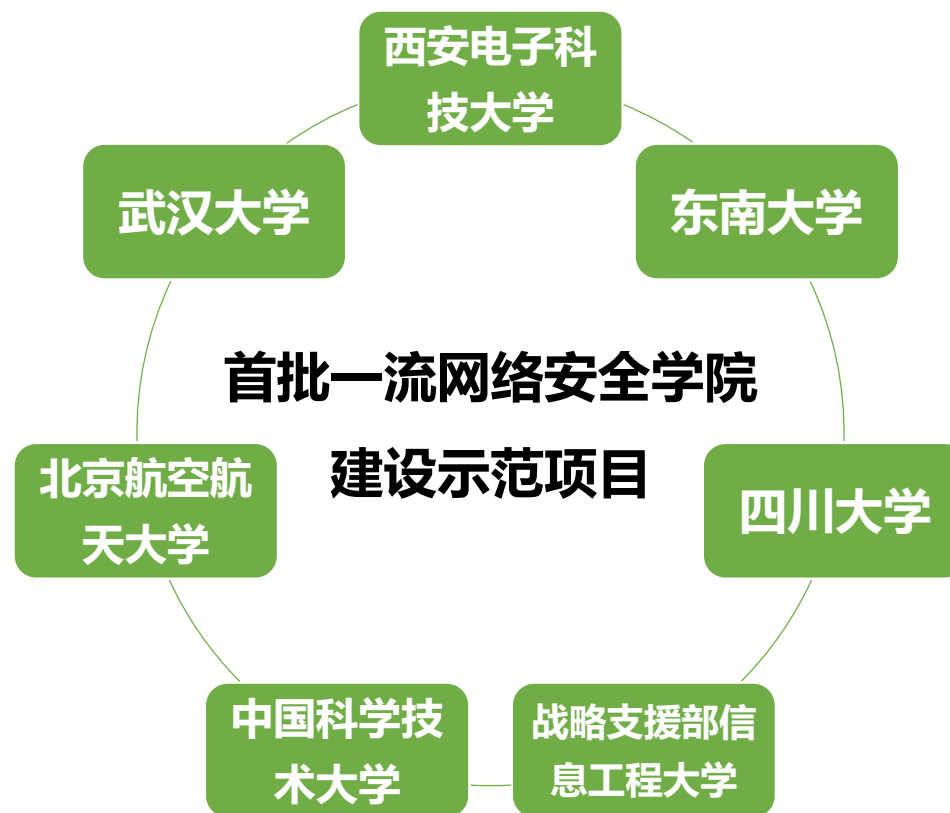 西安电子科
技大学
武汉大学
东南大学
首批一流网络安全学院
建设示范项目
北京航空航
天大学
四川大学
中国科学技
术大学
战略支援部信
息工程大学